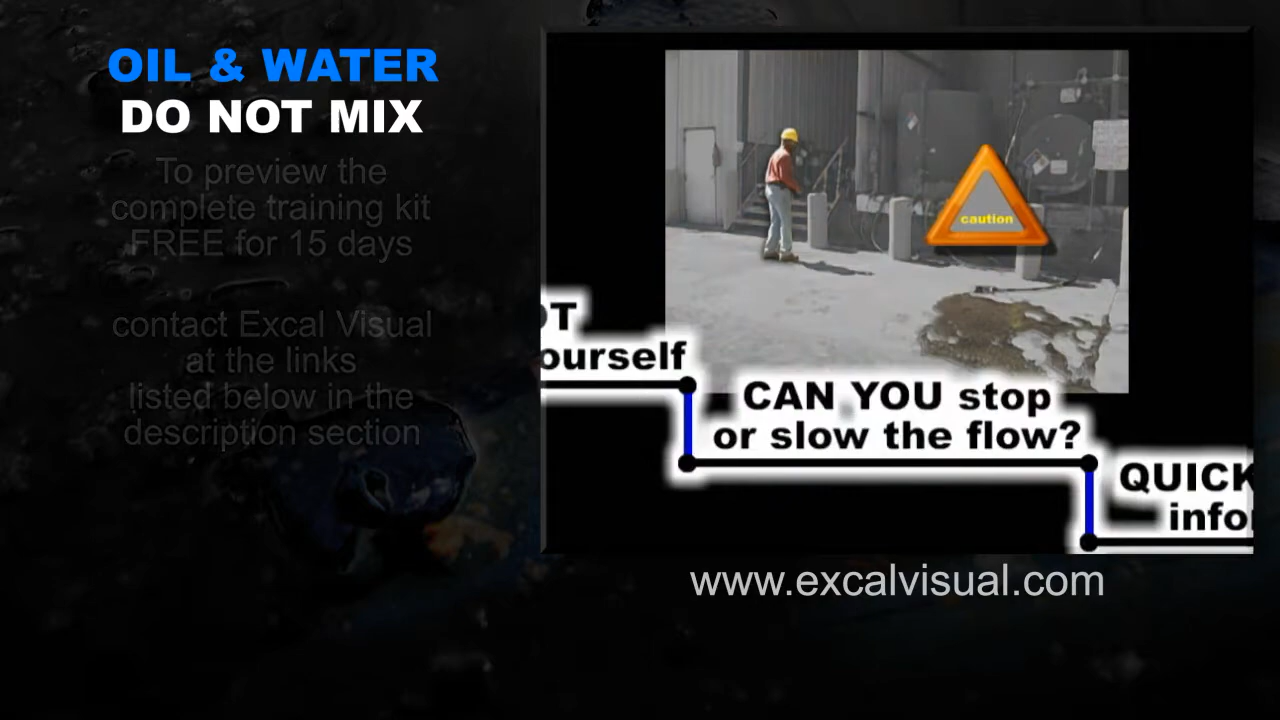 OIL & WATER
DO NOT MIX
To preview the
complete training kit
FREE for 15 days
contact Excal Visual
at the links
listed below in the
description section
caution
OT
ourself
CAN YOU stop
or slow the flow?
QUICK
info
www.excalvisual.com